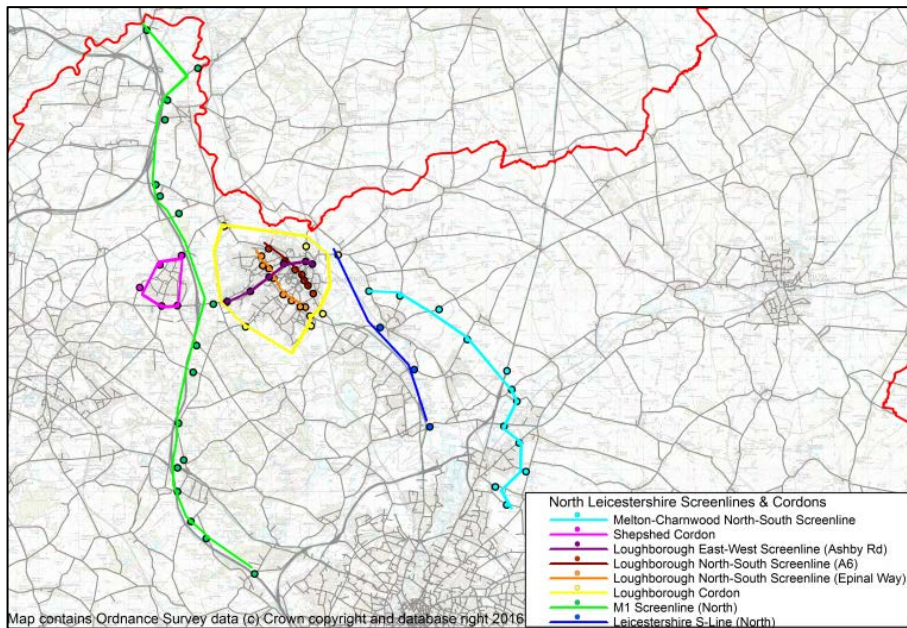 North Leicestershire Screenlines & Cordons
Melton-Charnwood North-South Screenline
Shepshed Cordon
Loughborough East-West Screenline (Ashby Rd)
Loughborough North-South Screenline (A6)
Loughborough North-South Screenline (Epinal Way)
Loughborough Cordon
M1 Screenline (North)
Leicestershire S-Line (North)
Map contains Ordnance Survey data (c) Crown copyright and database right 2016